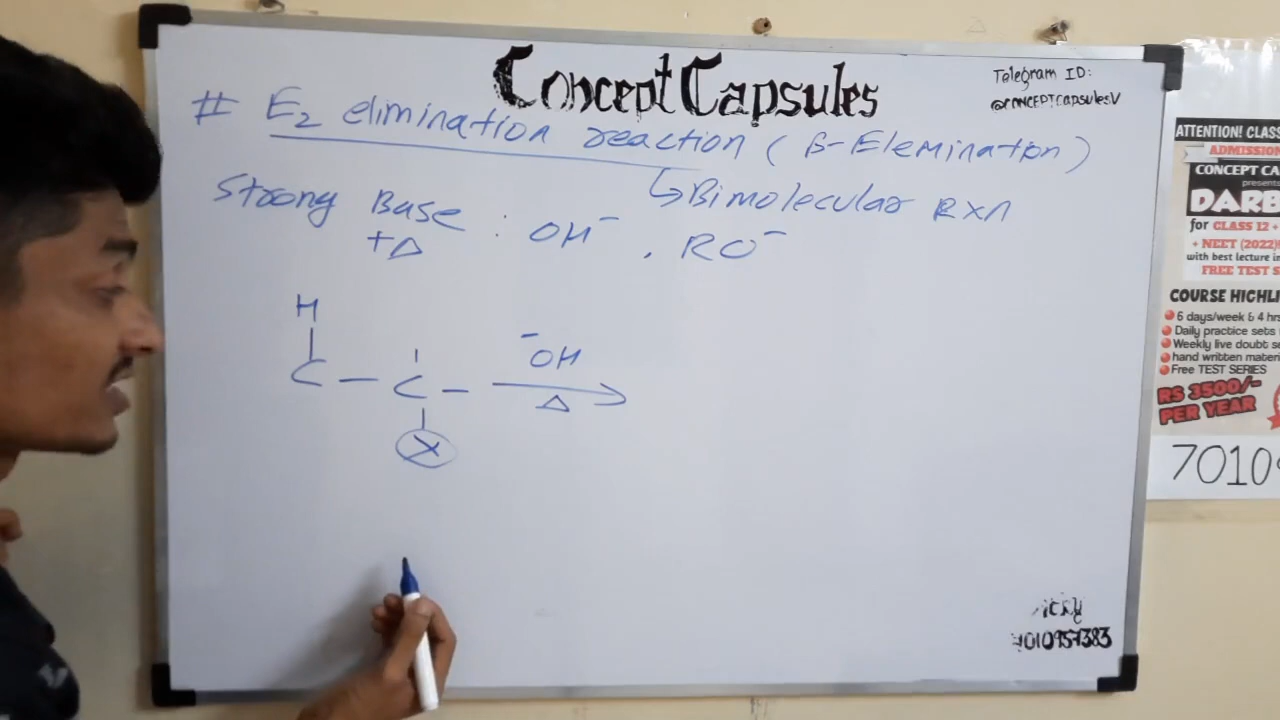 Concept Capsules
Telegram ID:
@CONCEPTCapsulesV
# E2 elimination reaction (β-Elemination)
↳Bimolecular RXn
Strong Base : OH⁻ , RO⁻
+Δ
H
C — C —
X
⁻OH
Δ
ATTENTION! CLASS
ADMISSION
CONCEPT CA
presents
DARB
for CLASS 12 +
+ NEET (2022)
with best lecture in
FREE TEST S
COURSE HIGHLI
6 days/week & 4 hrs
Daily practice sets
Weekly live doubt se
hand written materi
Free TEST SERIES
RS 3500/-
PER YEAR
7010957383